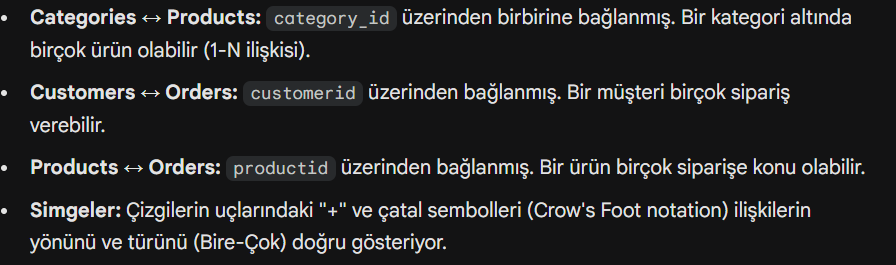 • Categories ↔ Products: category_id üzerinden birbirine bağlanmış. Bir kategori altında
birçok ürün olabilir (1-N ilişkisi).
• Customers ↔ Orders: customerid üzerinden bağlanmış. Bir müşteri birçok sipariş
verebilir.
• Products ↔ Orders: productid üzerinden bağlanmış. Bir ürün birçok siparişe konu olabilir.
• Simgeler: Çizgilerin uçlarındaki "+" ve çatal sembolleri (Crow's Foot notation) ilişkilerin
yönünü ve türünü (Bire-Çok) doğru gösteriyor.